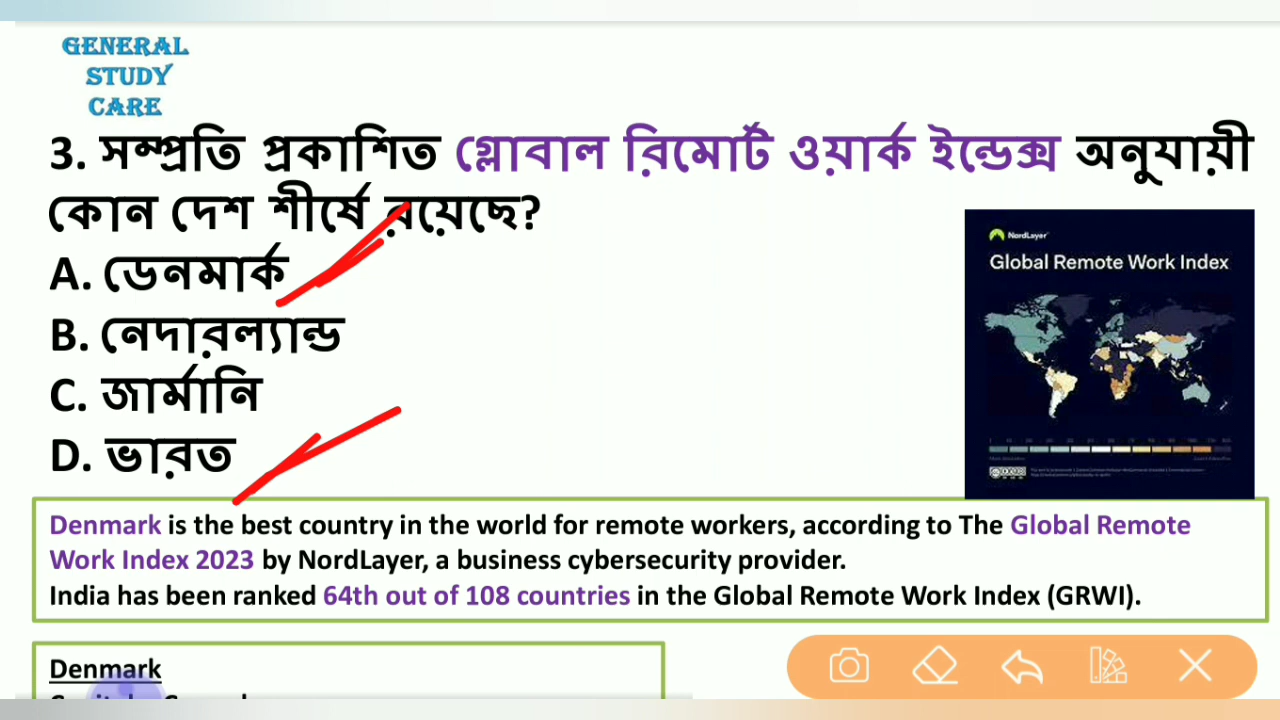 GENERAL
STUDY
CARE
3. সম্প্রতি প্রকাশিত গ্লোবাল রিমোর্ট ওয়ার্ক ইন্ডেক্স অনুযায়ী
কোন দেশ শীর্ষে রয়েছে?
A. ডেনমার্ক
B. নেদারল্যান্ড
C. জার্মানি
D. ভারত
NordLayer
Global Remote Work Index
Denmark is the best country in the world for remote workers, according to The Global Remote
Work Index 2023 by NordLayer, a business cybersecurity provider.
India has been ranked 64th out of 108 countries in the Global Remote Work Index (GRWI).
Denmark